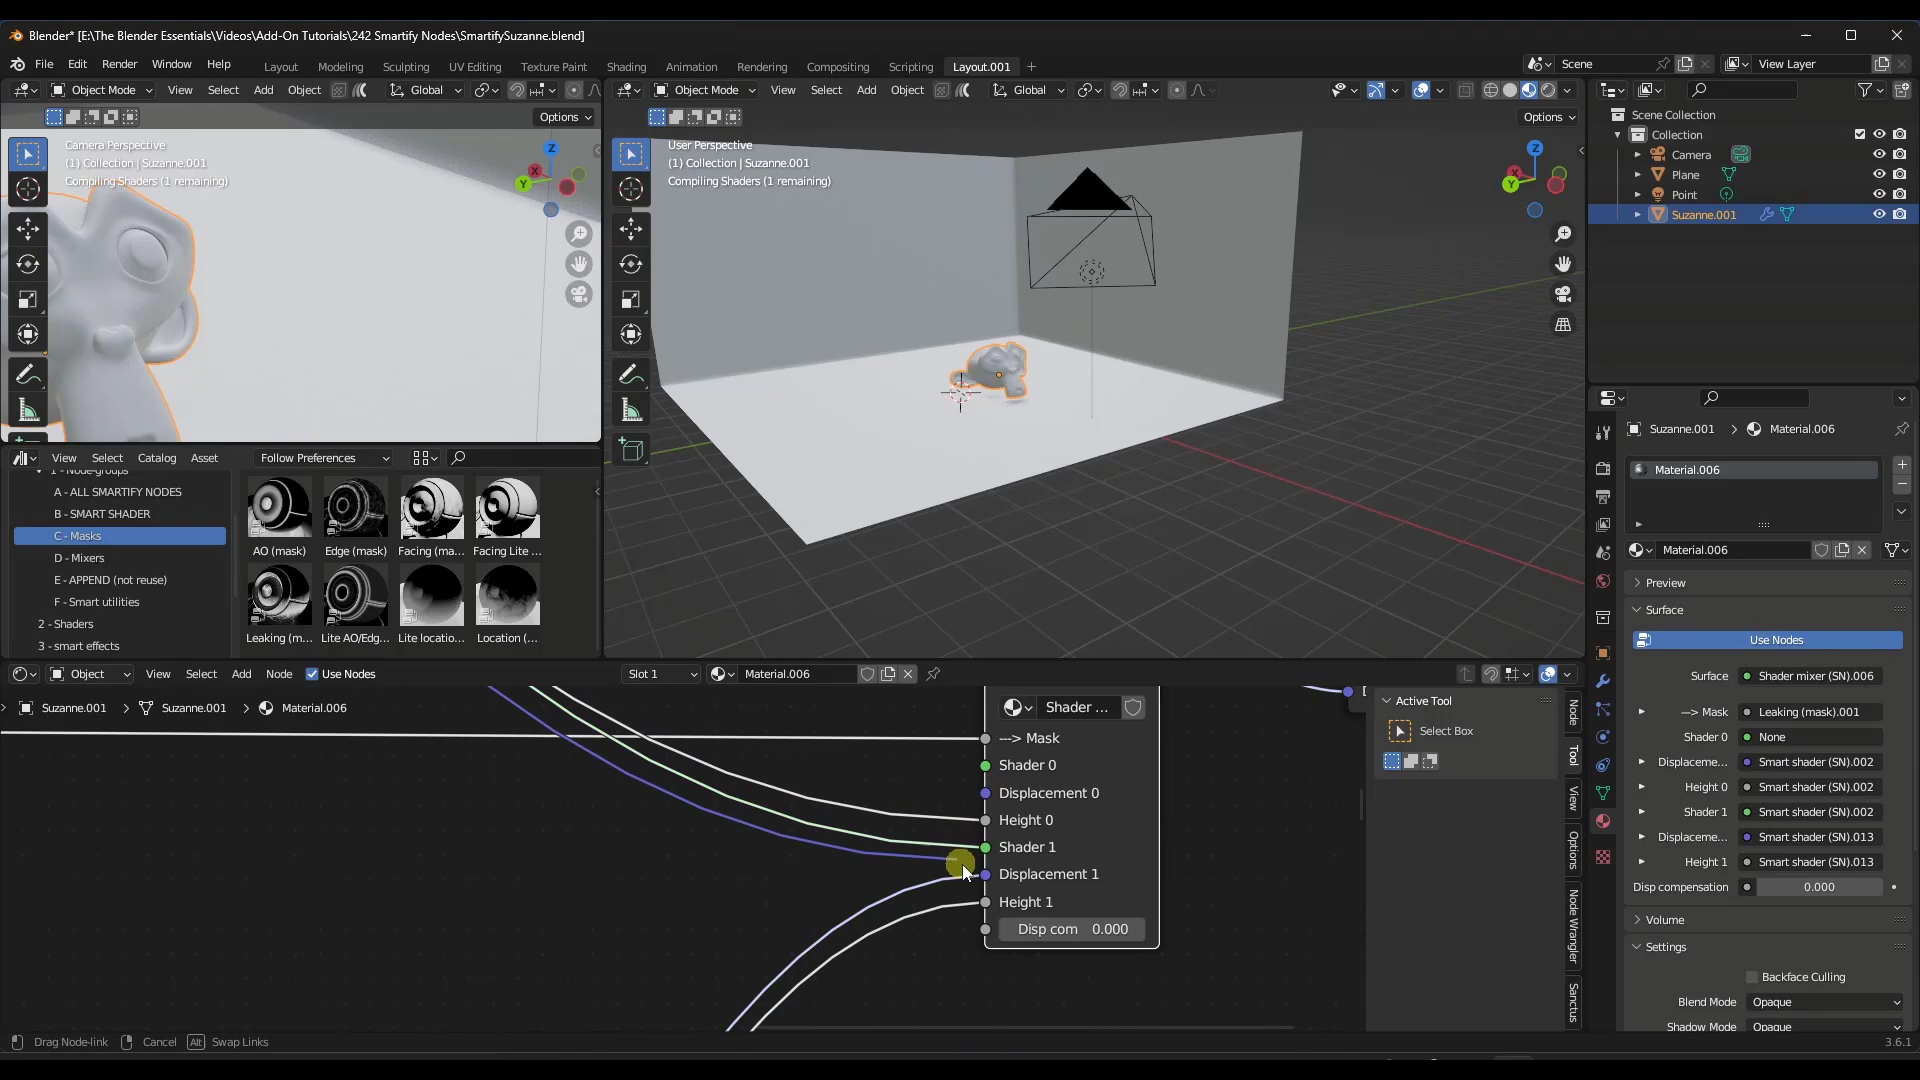 Blender* [E:\The Blender Essentials\Videos\Add-On Tutorials\242 Smartify Nodes\SmartifySuzanne.blend]
File Edit Render Window Help Layout Modeling Sculpting UV Editing Texture Paint Shading Animation Rendering Compositing Scripting Layout.001 + Scene View Layer
Object Mode View Select Add Object Global
Options
Camera Perspective
(1) Collection | Suzanne.001
Compiling Shaders (1 remaining)
Z
X
Y
Object Mode View Select Add Object Global
Options
User Perspective
(1) Collection | Suzanne.001
Compiling Shaders (1 remaining)
Z
X
Y
Scene Collection
Collection
Camera
Plane
Point
Suzanne.001
View Select Catalog Asset Follow Preferences
1 - Node-groups
A - ALL SMARTIFY NODES
B - SMART SHADER
C - Masks
D - Mixers
E - APPEND (not reuse)
F - Smart utilities
2 - Shaders
3 - smart effects
AO (mask) Edge (mask) Facing (ma... Facing Lite ...
Leaking (m... Lite AO/Edg... Lite locatio... Location (...
Object View Select Add Node Use Nodes Slot 1 Material.006
Suzanne.001 Suzanne.001 Material.006
Shader ...
---> Mask
Shader 0
Displacement 0
Height 0
Shader 1
Displacement 1
Height 1
Disp com 0.000
Active Tool
Select Box
Node
Tool
View
Options
Node Wrangler
Sanctus
Suzanne.001 Material.006
Material.006
Material.006
Preview
Surface
Use Nodes
Surface Shader mixer (SN).006
---> Mask Leaking (mask).001
Shader 0 None
Displaceme... Smart shader (SN).002
Height 0 Smart shader (SN).002
Shader 1 Smart shader (SN).002
Displaceme... Smart shader (SN).013
Height 1 Smart shader (SN).013
Disp compensation 0.000
Volume
Settings
Backface Culling
Blend Mode Opaque
Shadow Mode Opaque
Drag Node-link Cancel Alt Swap Links 3.6.1